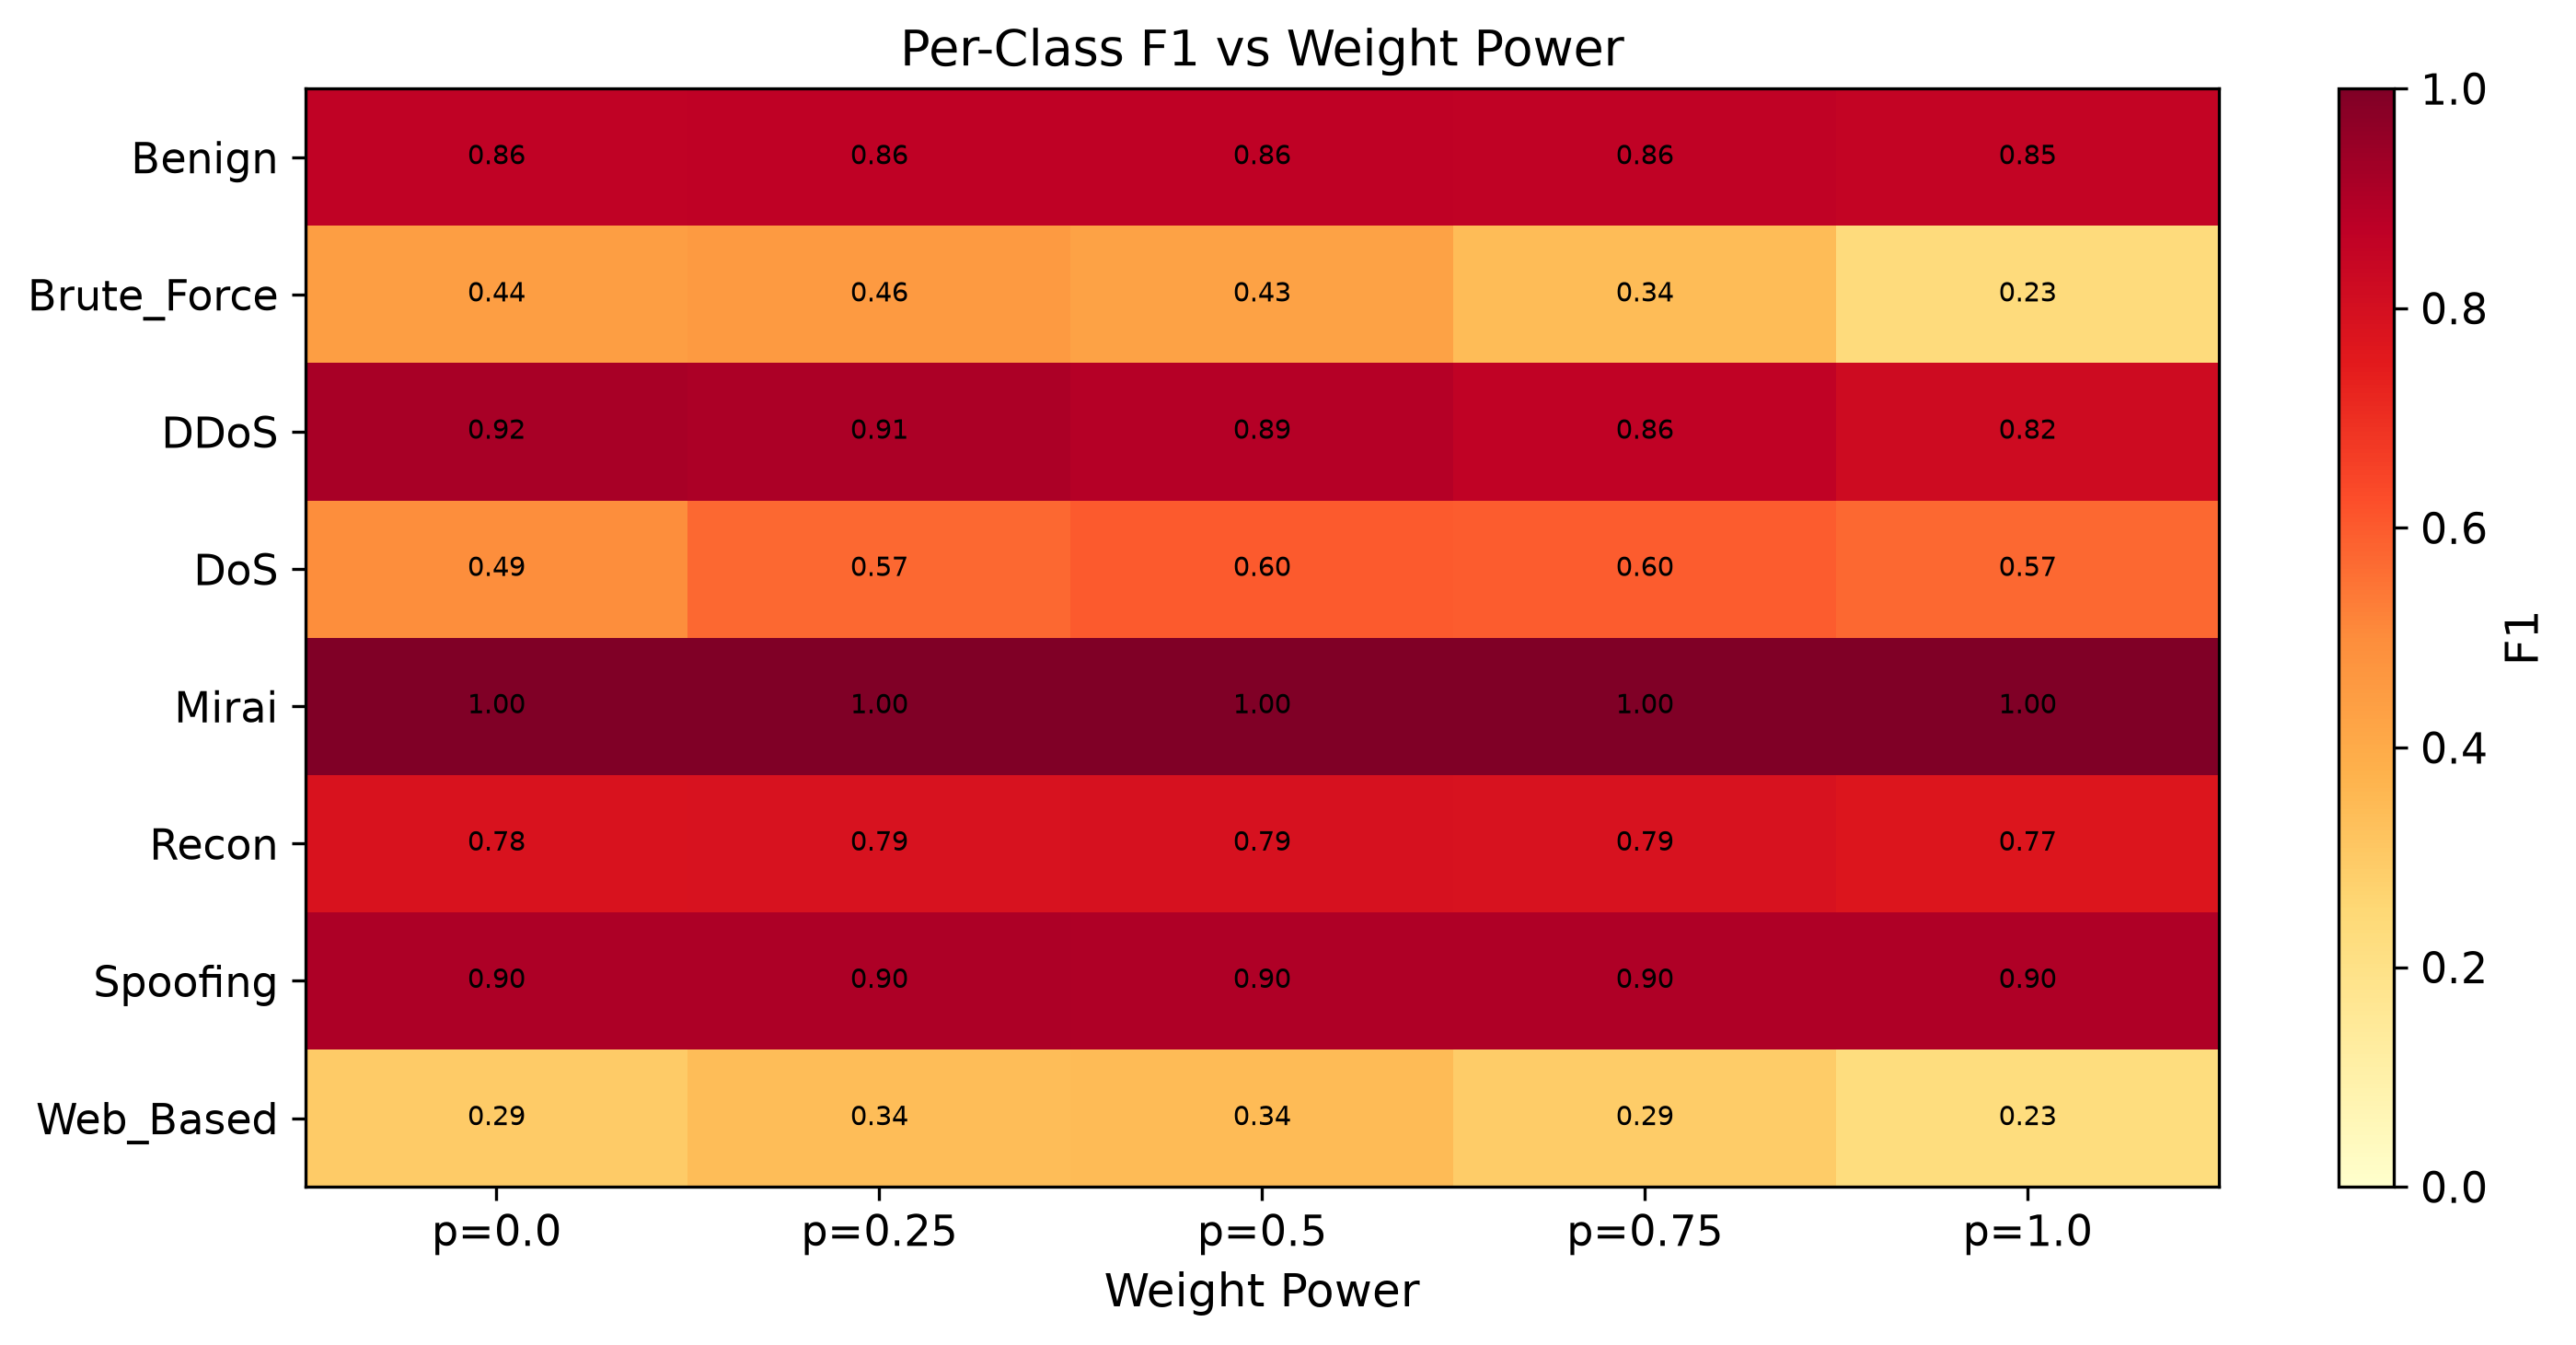 Per-Class F1 vs Weight Power
Benign 0.86 0.86 0.86 0.86 0.85
Brute_Force 0.44 0.46 0.43 0.34 0.23
DDoS 0.92 0.91 0.89 0.86 0.82
DoS 0.49 0.57 0.60 0.60 0.57
Mirai 1.00 1.00 1.00 1.00 1.00
Recon 0.78 0.79 0.79 0.79 0.77
Spoofing 0.90 0.90 0.90 0.90 0.90
Web_Based 0.29 0.34 0.34 0.29 0.23
p=0.0 p=0.25 p=0.5 p=0.75 p=1.0
Weight Power
1.0
0.8
0.6
0.4
0.2
0.0
F1